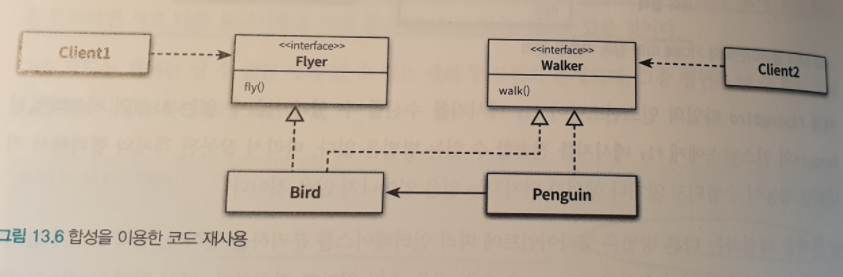 Client1
<<interface>>
Flyer
fly()
<<interface>>
Walker
walk()
Client2
Bird
Penguin
그림 13.6 합성을 이용한 코드 재사용